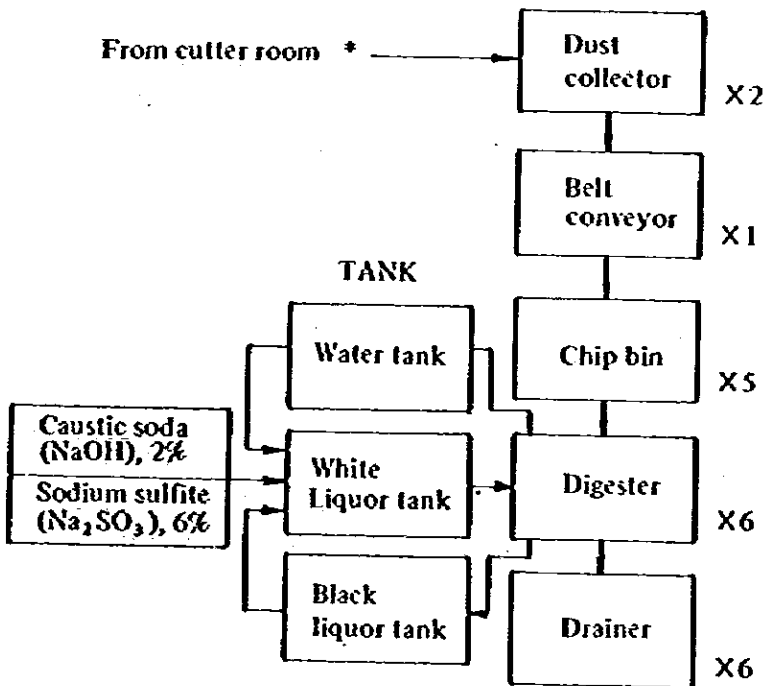 From cutter room *
Dust
collector
X2
Belt
conveyor
X1
TANK
Water tank
Chip bin
X5
Caustic soda
(NaOH), 2%
Sodium sulfite
(Na₂SO₃), 6%
White
Liquor tank
Digester
X6
Black
liquor tank
Drainer
X6